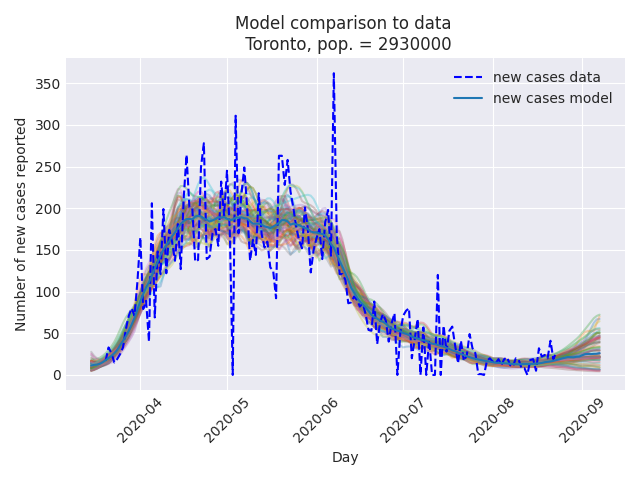 Model comparison to data
Toronto, pop. = 2930000
new cases data
new cases model
Number of new cases reported
350
300
250
200
150
100
50
0
2020-04
2020-05
2020-06
2020-07
2020-08
2020-09
Day